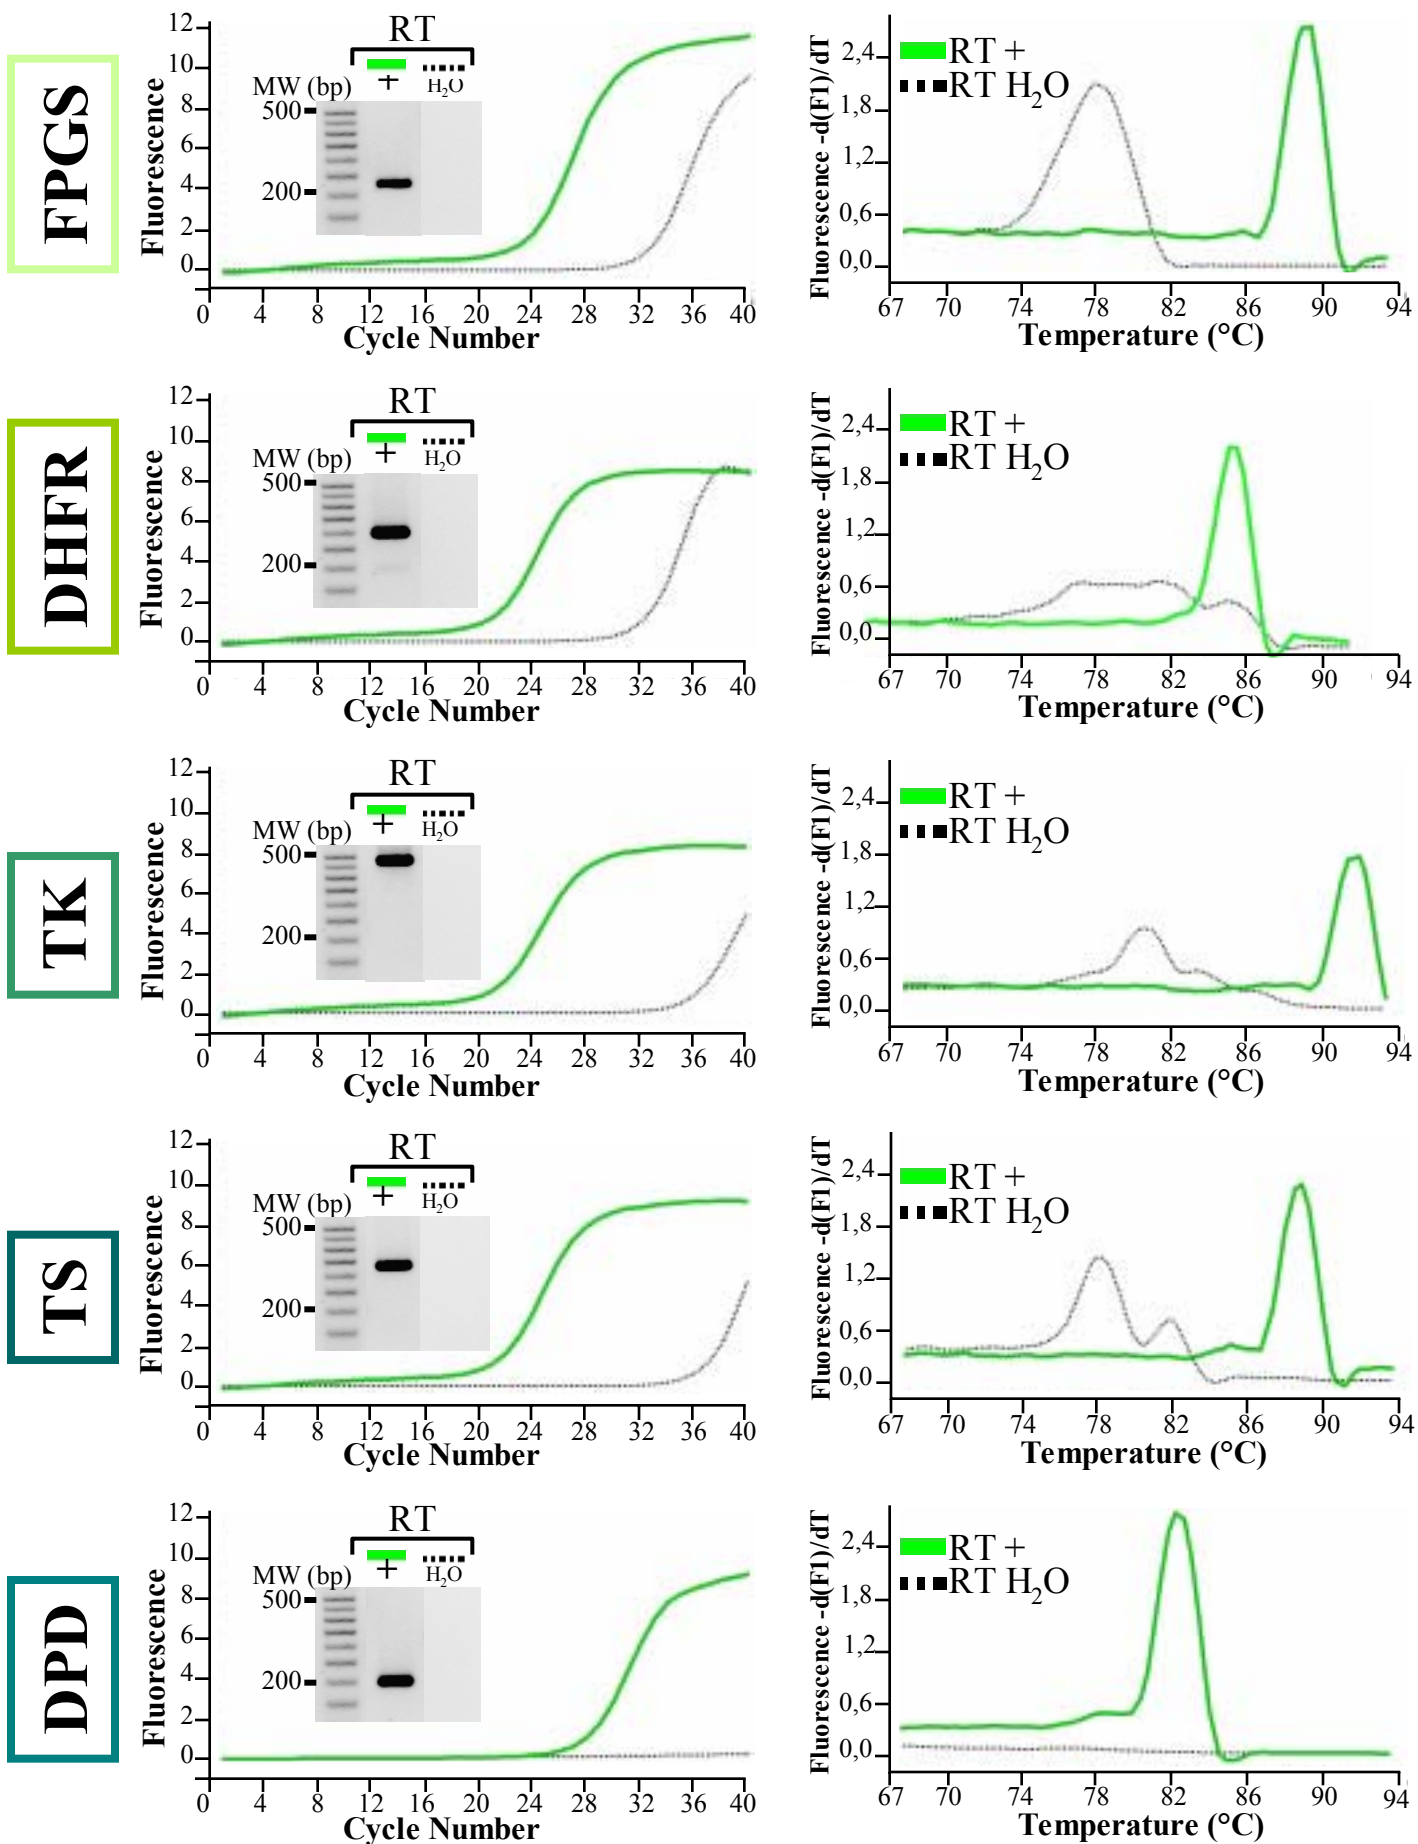 FPGS
Fluorescence
12
10
8
6
4
2
0
RT
+
H₂O
MW (bp)
500
200
0 4 8 12 16 20 24 28 32 36 40
Cycle Number
Fluorescence -d(F1)/dT
2,4
1,8
1,2
0,6
0,0
RT +
RT H₂O
67 70 74 78 82 86 90 94
Temperature (°C)
DHFR
Fluorescence
12
10
8
6
4
2
0
RT
+
H₂O
MW (bp)
500
200
0 4 8 12 16 20 24 28 32 36 40
Cycle Number
Fluorescence -d(F1)/dT
2,4
1,8
1,2
0,6
0,0
RT +
RT H₂O
67 70 74 78 82 86 90 94
Temperature (°C)
TK
Fluorescence
12
10
8
6
4
2
0
RT
+
H₂O
MW (bp)
500
200
0 4 8 12 16 20 24 28 32 36 40
Cycle Number
Fluorescence -d(F1)/dT
2,4
1,8
1,2
0,6
0,0
RT +
RT H₂O
67 70 74 78 82 86 90 94
Temperature (°C)
TS
Fluorescence
12
10
8
6
4
2
0
RT
+
H₂O
MW (bp)
500
200
0 4 8 12 16 20 24 28 32 36 40
Cycle Number
Fluorescence -d(F1)/dT
2,4
1,8
1,2
0,6
0,0
RT +
RT H₂O
67 70 74 78 82 86 90 94
Temperature (°C)
DPD
Fluorescence
12
10
8
6
4
2
0
RT
+
H₂O
MW (bp)
500
200
0 4 8 12 16 20 24 28 32 36 40
Cycle Number
Fluorescence -d(F1)/dT
2,4
1,8
1,2
0,6
0,0
RT +
RT H₂O
67 70 74 78 82 86 90 94
Temperature (°C)